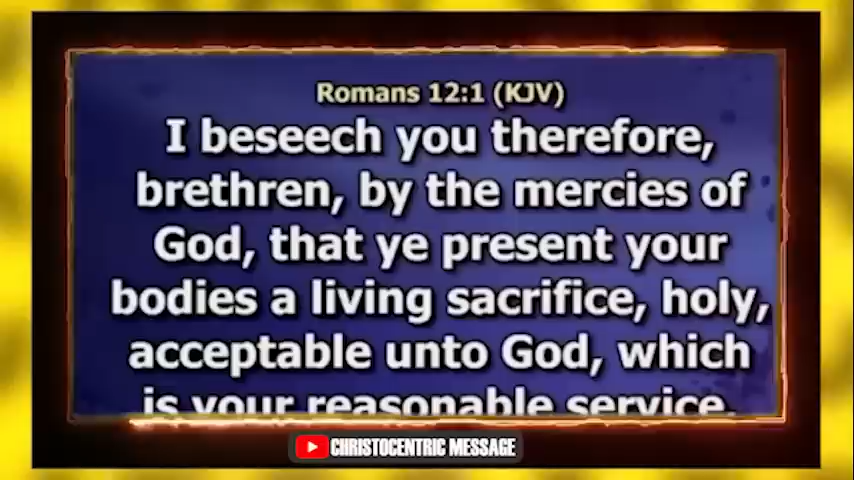 Romans 12:1 (KJV)
I beseech you therefore,
brethren, by the mercies of
God, that ye present your
bodies a living sacrifice, holy,
acceptable unto God, which
is your reasonable service.
CHRISTOCENTRIC MESSAGE